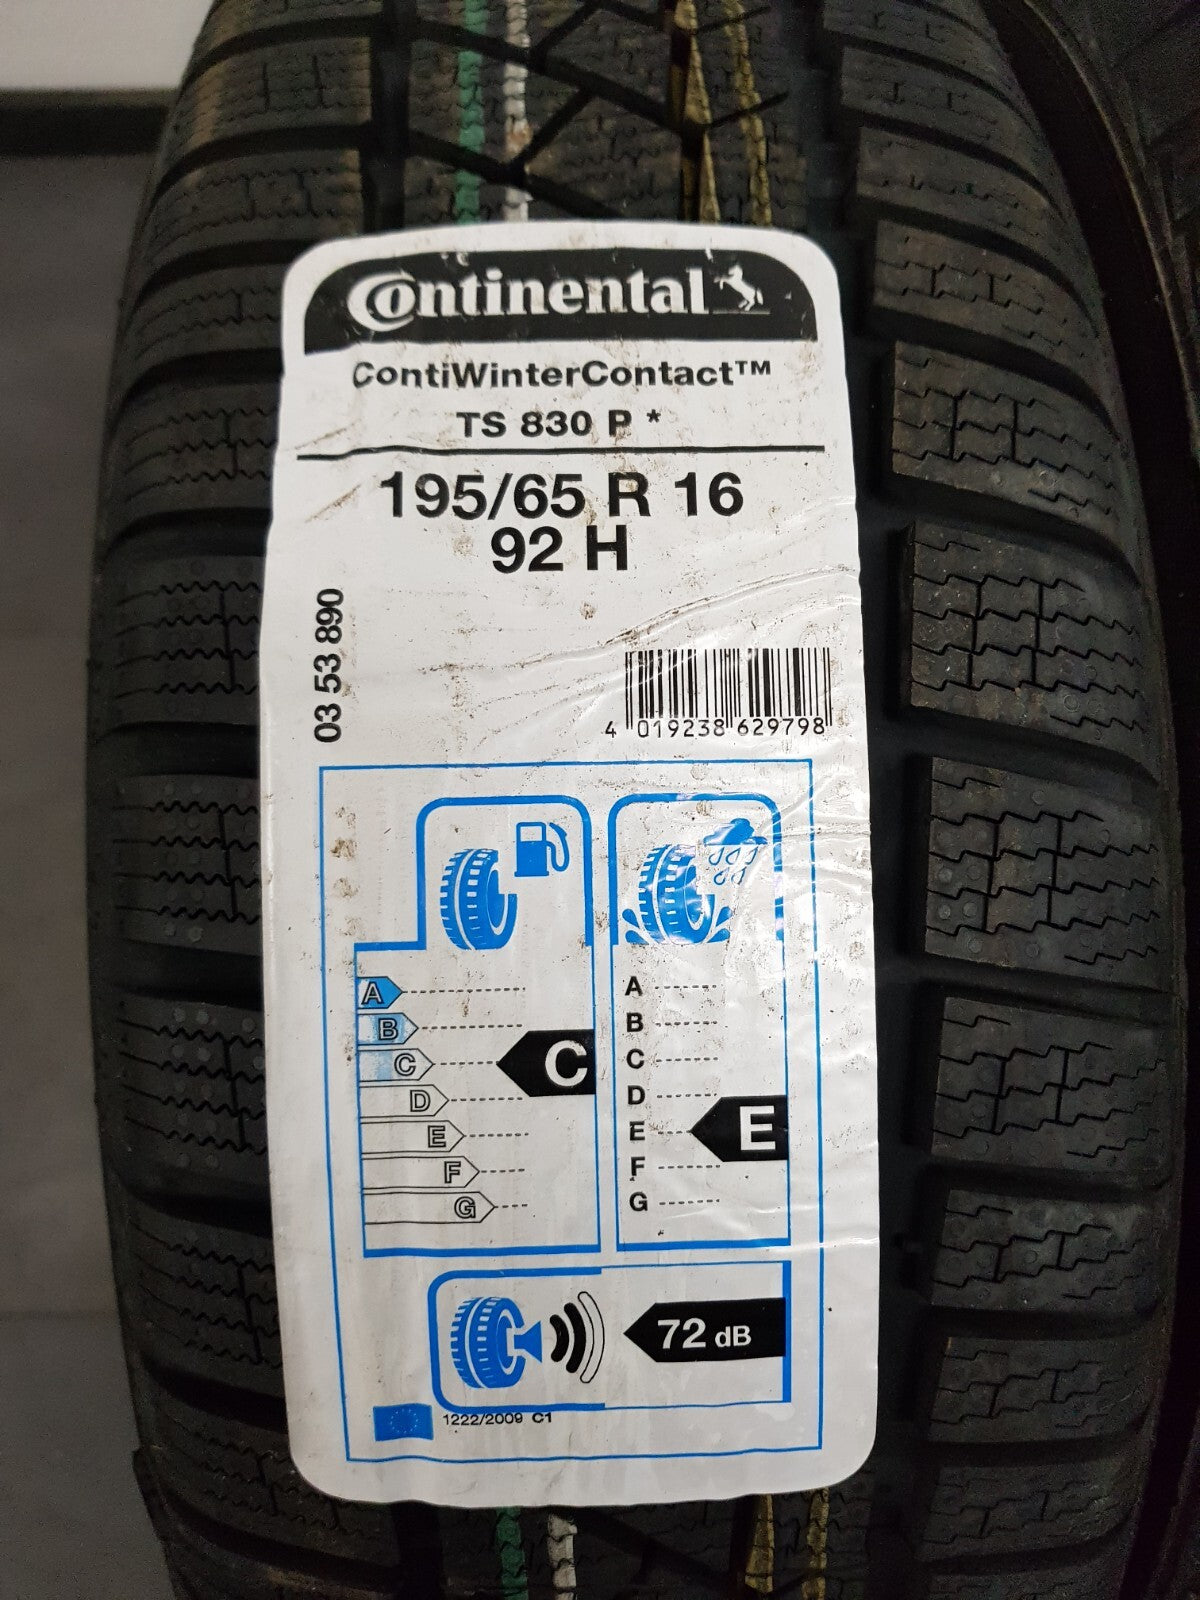 Continental
ContiWinterContact™
TS 830 P *
195/65 R 16
92 H
03 53 890
4 019238 629798
A
B
C
D
E
F
G
C
A
B
C
D
E
F
G
E
72 dB
1222/2009 C1